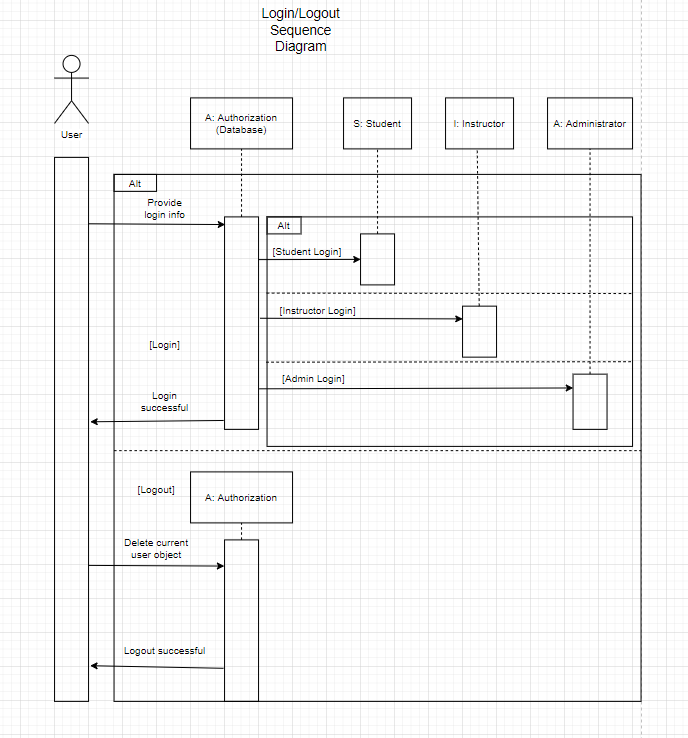 Login/Logout
Sequence
Diagram
User
A: Authorization
(Database)
S: Student
I: Instructor
A: Administrator
Alt
Provide
login info
Alt
[Student Login]
[Instructor Login]
[Login]
[Admin Login]
Login
successful
[Logout]
A: Authorization
Delete current
user object
Logout successful